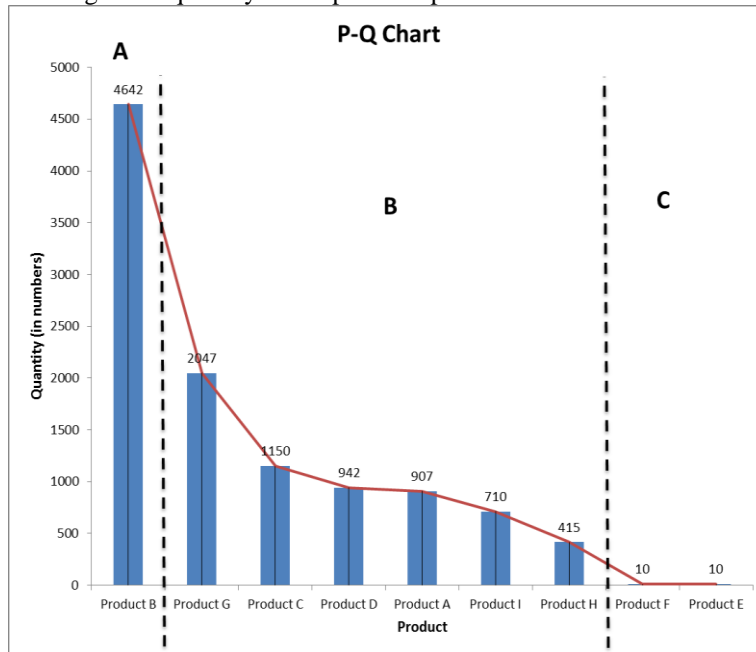 P-Q Chart
A
B
C
Quantity (in numbers)
5000
4500
4000
3500
3000
2500
2000
1500
1000
500
0
4642
2047
1150
942
907
710
415
10
10
Product B
Product G
Product C
Product D
Product A
Product I
Product H
Product F
Product E
Product